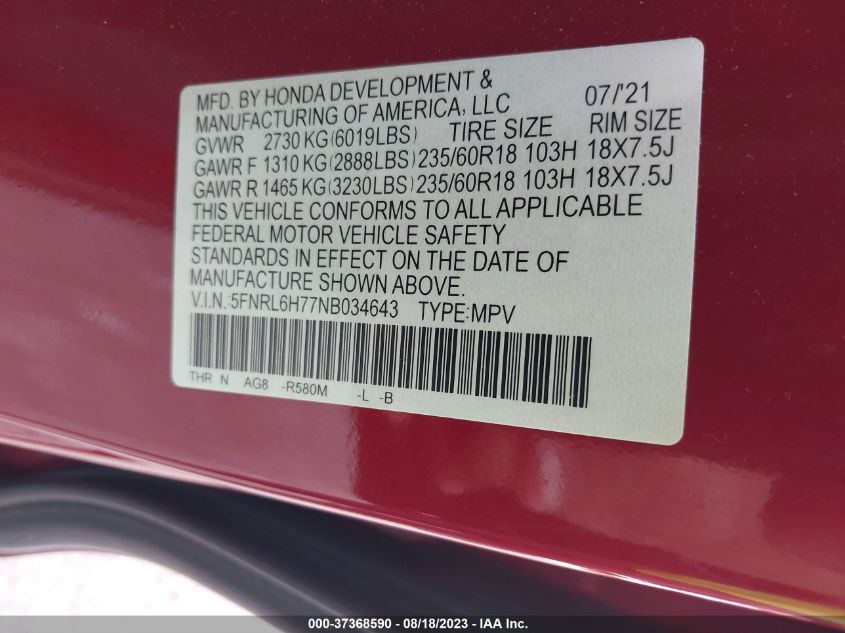 MFD. BY HONDA DEVELOPMENT &
MANUFACTURING OF AMERICA, LLC 07/'21
GVWR 2730 KG(6019LBS) TIRE SIZE RIM SIZE
GAWR F 1310 KG(2888LBS) 235/60R18 103H 18X7.5J
GAWR R 1465 KG(3230LBS) 235/60R18 103H 18X7.5J
THIS VEHICLE CONFORMS TO ALL APPLICABLE
FEDERAL MOTOR VEHICLE SAFETY
STANDARDS IN EFFECT ON THE DATE OF
MANUFACTURE SHOWN ABOVE.
V.I.N.:5FNRL6H77NB034643 TYPE:MPV
THR N AG8 -R580M -L -B
000-37368590 - 08/18/2023 - IAA Inc.